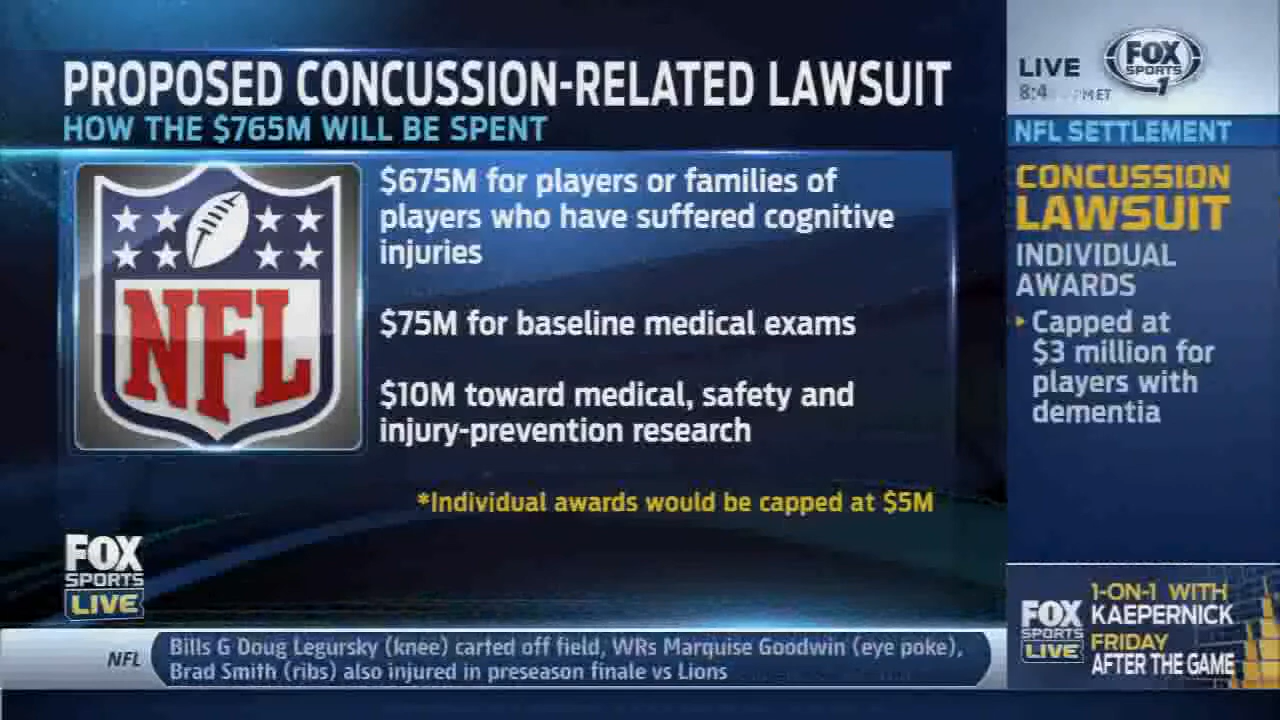 PROPOSED CONCUSSION-RELATED LAWSUIT
HOW THE $765M WILL BE SPENT
NFL
$675M for players or families of
players who have suffered cognitive
injuries
$75M for baseline medical exams
$10M toward medical, safety and
injury-prevention research
*Individual awards would be capped at $5M
FOX
SPORTS
LIVE
LIVE
FOX
SPORTS
1
NFL SETTLEMENT
CONCUSSION
LAWSUIT
INDIVIDUAL
AWARDS
Capped at
$3 million for
players with
dementia
FOX
SPORTS
LIVE
1-ON-1 WITH
KAEPERNICK
FRIDAY
AFTER THE GAME
NFL
Bills G Doug Legursky (knee) carted off field, WRs Marquise Goodwin (eye poke),
Brad Smith (ribs) also injured in preseason finale vs Lions